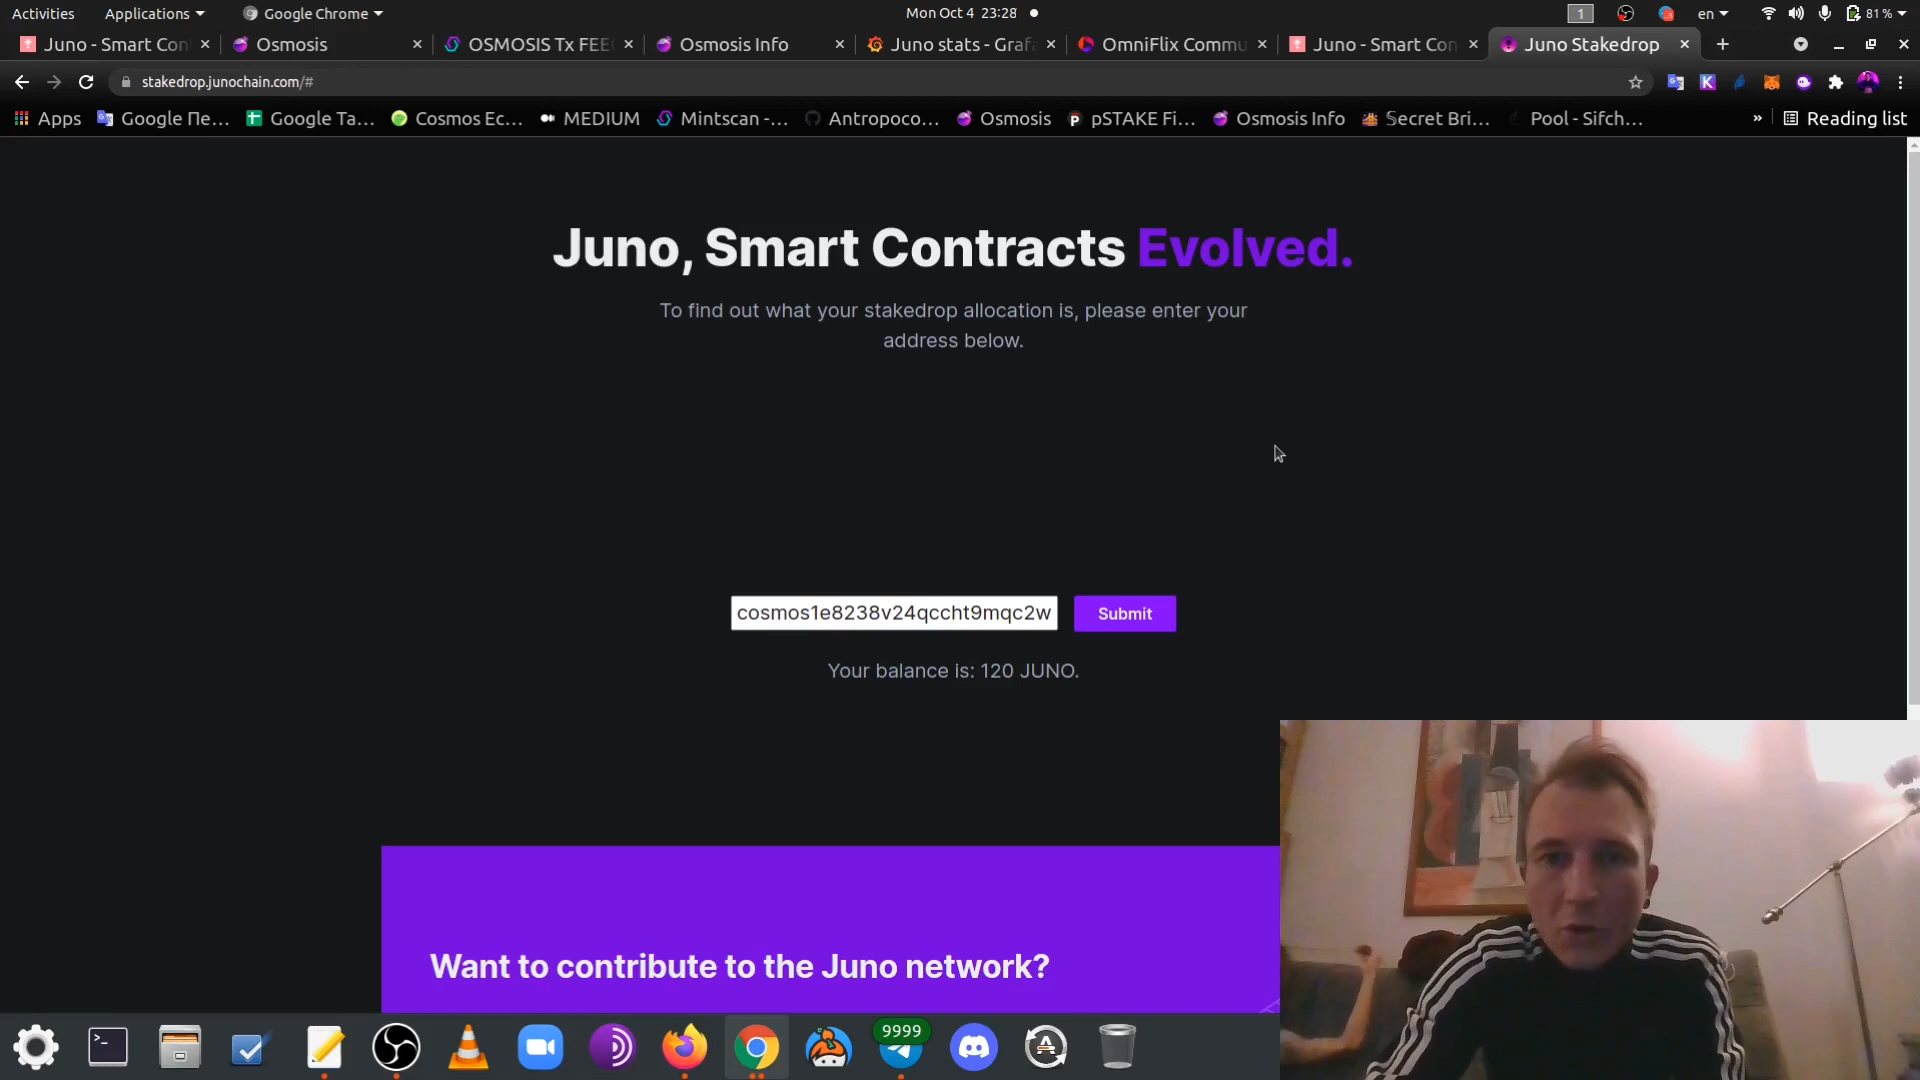 Activities Applications Google Chrome Mon Oct 4 23:28 1 en 81 %
Juno - Smart Con Osmosis OSMOSIS Tx FEE Osmosis Info Juno stats - Grafa OmniFlix Commu Juno - Smart Con Juno Stakedrop
stakedrop.junochain.com/#
Apps Google Пе... Google Ta... Cosmos Ec... MEDIUM Mintscan -... Antropoco... Osmosis pSTAKE Fi... Osmosis Info Secret Bri... Pool - Sifch... » Reading list
Juno, Smart Contracts Evolved.
To find out what your stakedrop allocation is, please enter your
address below.
cosmos1e8238v24qccht9mqc2w Submit
Your balance is: 120 JUNO.
Want to contribute to the Juno network?
9999